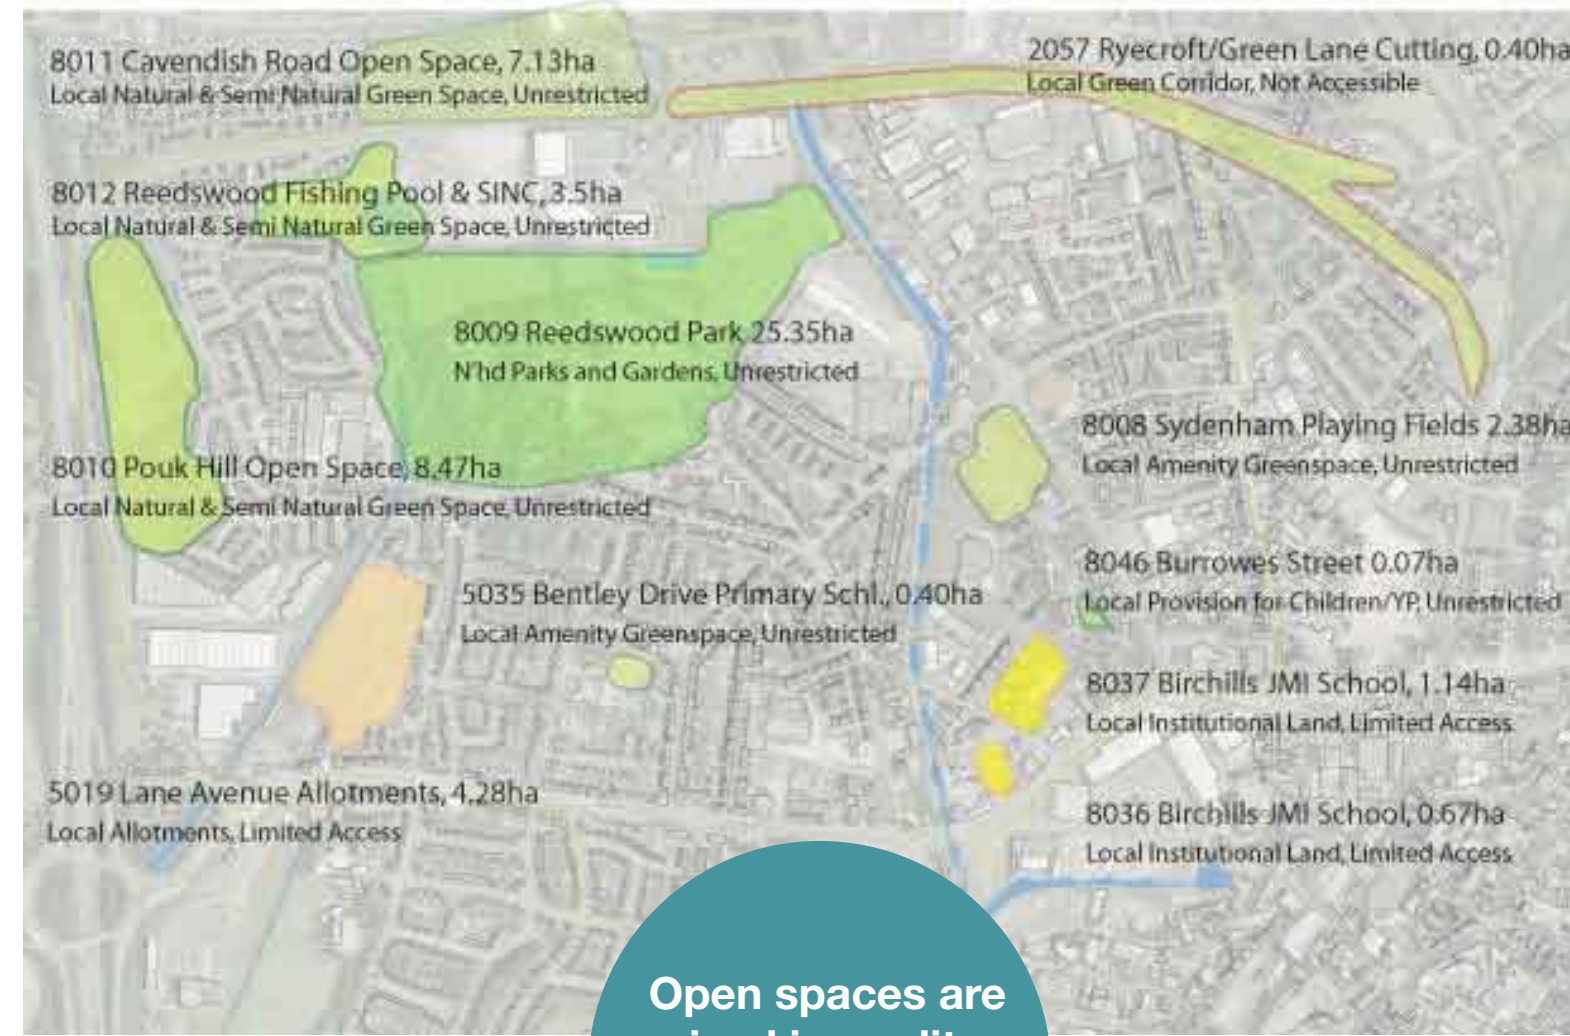 8011 Cavendish Road Open Space, 7.13ha
Local Natural & Semi Natural Green Space, Unrestricted
2057 Ryecroft/Green Lane Cutting, 0.40ha
Local Green Corridor, Not Accessible
8012 Reedswood Fishing Pool & SINC, 3.5ha
Local Natural & Semi Natural Green Space, Unrestricted
8009 Reedswood Park 25.35ha
N'hd Parks and Gardens, Unrestricted
8010 Pouk Hill Open Space, 8.47ha
Local Natural & Semi Natural Green Space, Unrestricted
8008 Sydenham Playing Fields 2.38ha
Local Amenity Greenspace, Unrestricted
5035 Bentley Drive Primary Schl., 0.40ha
Local Amenity Greenspace, Unrestricted
8046 Burrowes Street 0.07ha
Local Provision for Children/YP, Unrestricted
8037 Birchills JMI School, 1.14ha
Local Institutional Land, Limited Access
5019 Lane Avenue Allotments, 4.28ha
Local Allotments, Limited Access
8036 Birchills JMI School, 0.67ha
Local Institutional Land, Limited Access
Open spaces are